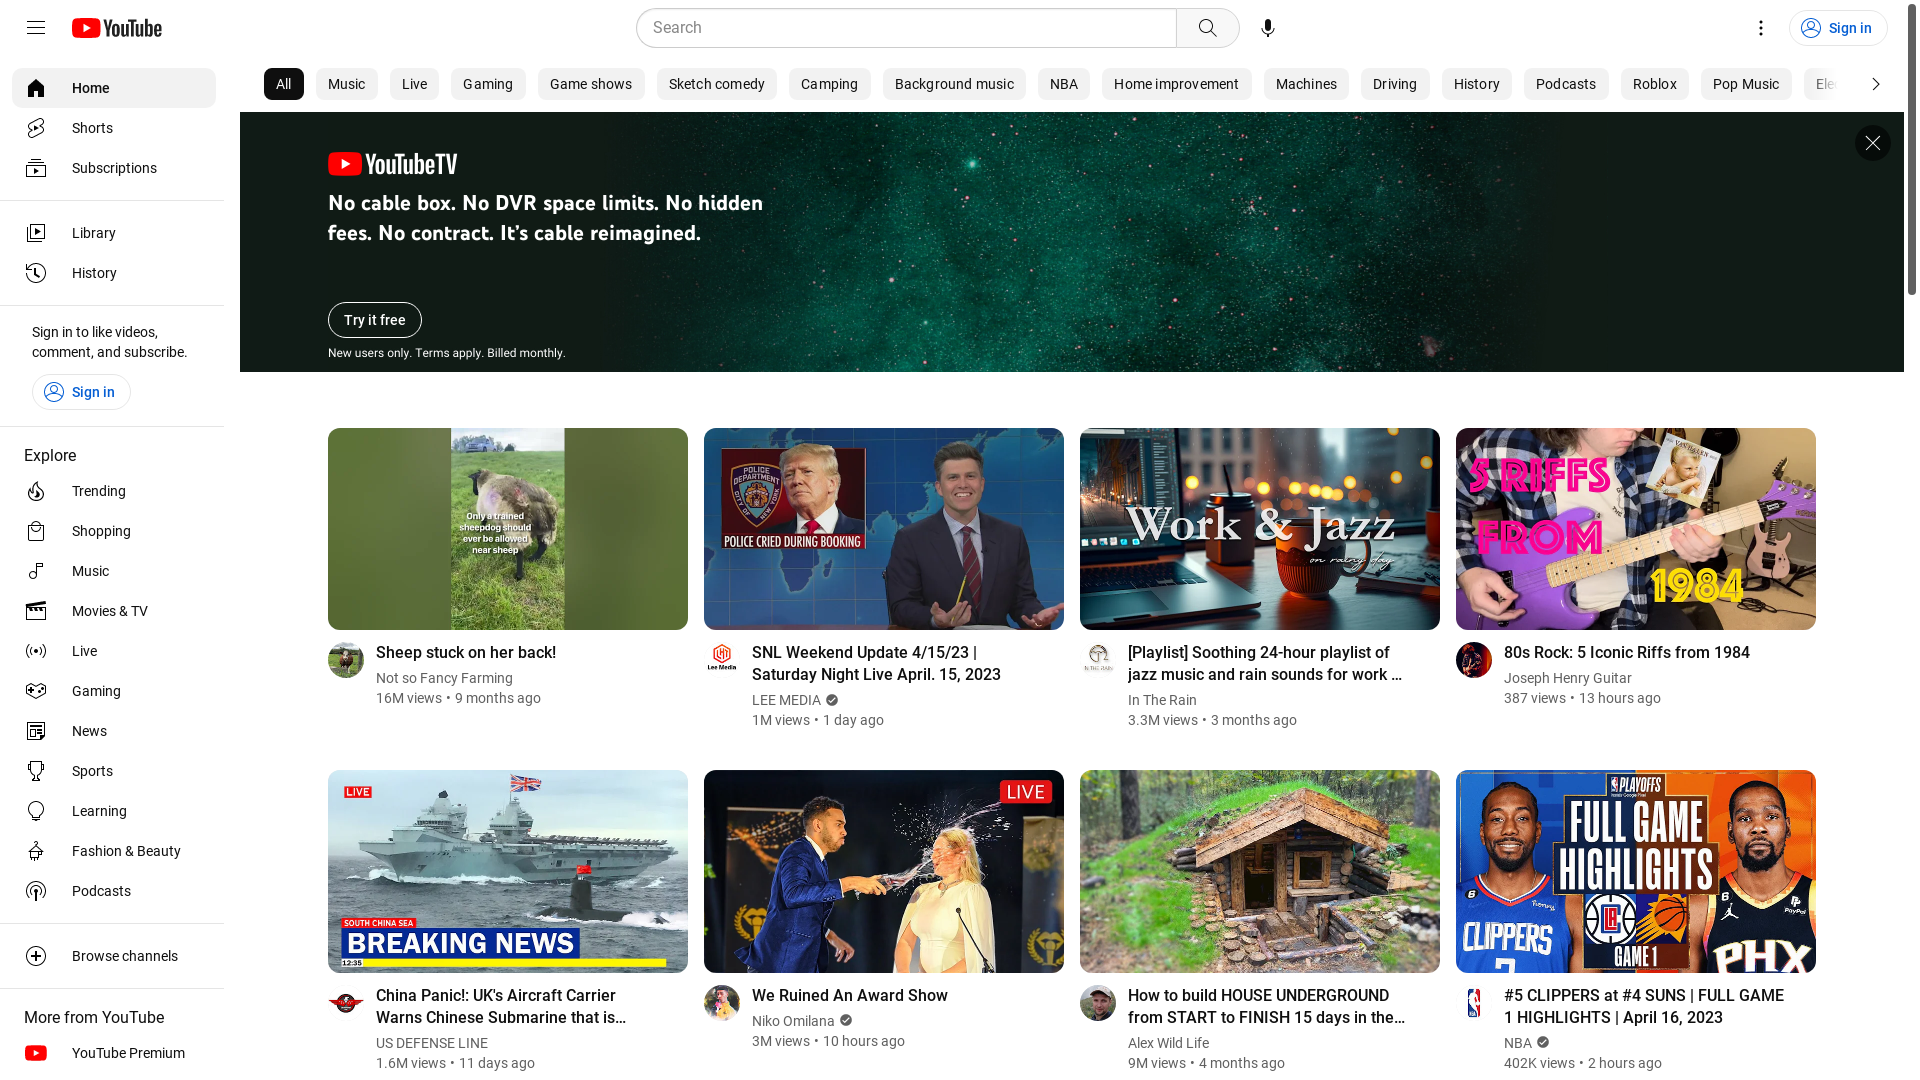 YouTube
Search
Sign in
Home
Shorts
Subscriptions
Library
History
Sign in to like videos,
comment, and subscribe.
Sign in
Explore
Trending
Shopping
Music
Movies & TV
Live
Gaming
News
Sports
Learning
Fashion & Beauty
Podcasts
Browse channels
More from YouTube
YouTube Premium
All
Music
Live
Gaming
Game shows
Sketch comedy
Camping
Background music
NBA
Home improvement
Machines
Driving
History
Podcasts
Roblox
Pop Music
YouTubeTV
No cable box. No DVR space limits. No hidden
fees. No contract. It's cable reimagined.
Try it free
New users only. Terms apply. Billed monthly.
Only a trained
sheepdog should
ever be allowed
near sheep
Sheep stuck on her back!
Not so Fancy Farming
16M views • 9 months ago
POLICE
DEPARTMENT
CITY OF NEW YORK
POLICE CRIED DURING BOOKING
Lee Media
SNL Weekend Update 4/15/23 |
Saturday Night Live April. 15, 2023
LEE MEDIA
1M views • 1 day ago
Work & Jazz
on rainy day
IN THE RAIN
[Playlist] Soothing 24-hour playlist of
jazz music and rain sounds for work ...
In The Rain
3.3M views • 3 months ago
5 RIFFS
FROM
1984
VAN HALEN
80s Rock: 5 Iconic Riffs from 1984
Joseph Henry Guitar
387 views • 13 hours ago
LIVE
SOUTH CHINA SEA
BREAKING NEWS
12:35
China Panic!: UK's Aircraft Carrier
Warns Chinese Submarine that is...
US DEFENSE LINE
1.6M views • 11 days ago
LIVE
We Ruined An Award Show
Niko Omilana
3M views • 10 hours ago
How to build HOUSE UNDERGROUND
from START to FINISH 15 days in the...
Alex Wild Life
9M views • 4 months ago
PLAYOFFS
FULL GAME
HIGHLIGHTS
CLIPPERS
LAC
GAME 1
PayPal
PHX
#5 CLIPPERS at #4 SUNS | FULL GAME
1 HIGHLIGHTS | April 16, 2023
NBA
402K views • 2 hours ago